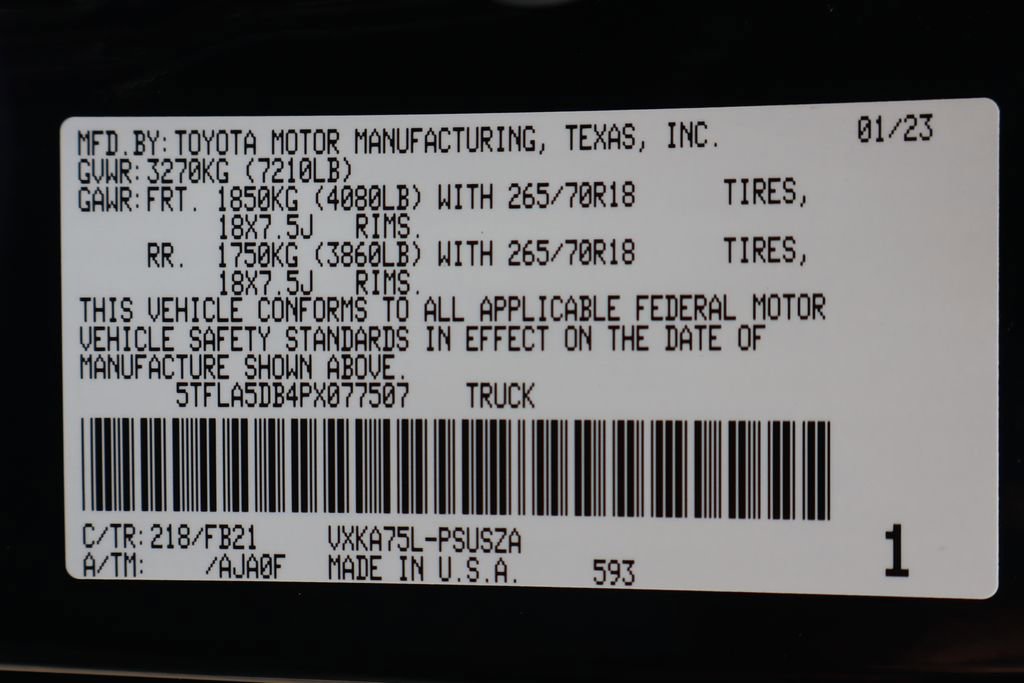 MFD.BY: TOYOTA MOTOR MANUFACTURING, TEXAS, INC. 01/23
GVWR: 3270KG (7210LB)
GAWR: FRT. 1850KG (4080LB) WITH 265/70R18 TIRES,
18X7.5J RIMS.
RR. 1750KG (3860LB) WITH 265/70R18 TIRES,
18X7.5J RIMS.
THIS VEHICLE CONFORMS TO ALL APPLICABLE FEDERAL MOTOR
VEHICLE SAFETY STANDARDS IN EFFECT ON THE DATE OF
MANUFACTURE SHOWN ABOVE.
5TFLA5DB4PX077507 TRUCK
C/TR: 218/FB21 VXKA75L-PSUSZA
A/TM: /AJA0F MADE IN U.S.A. 593
1